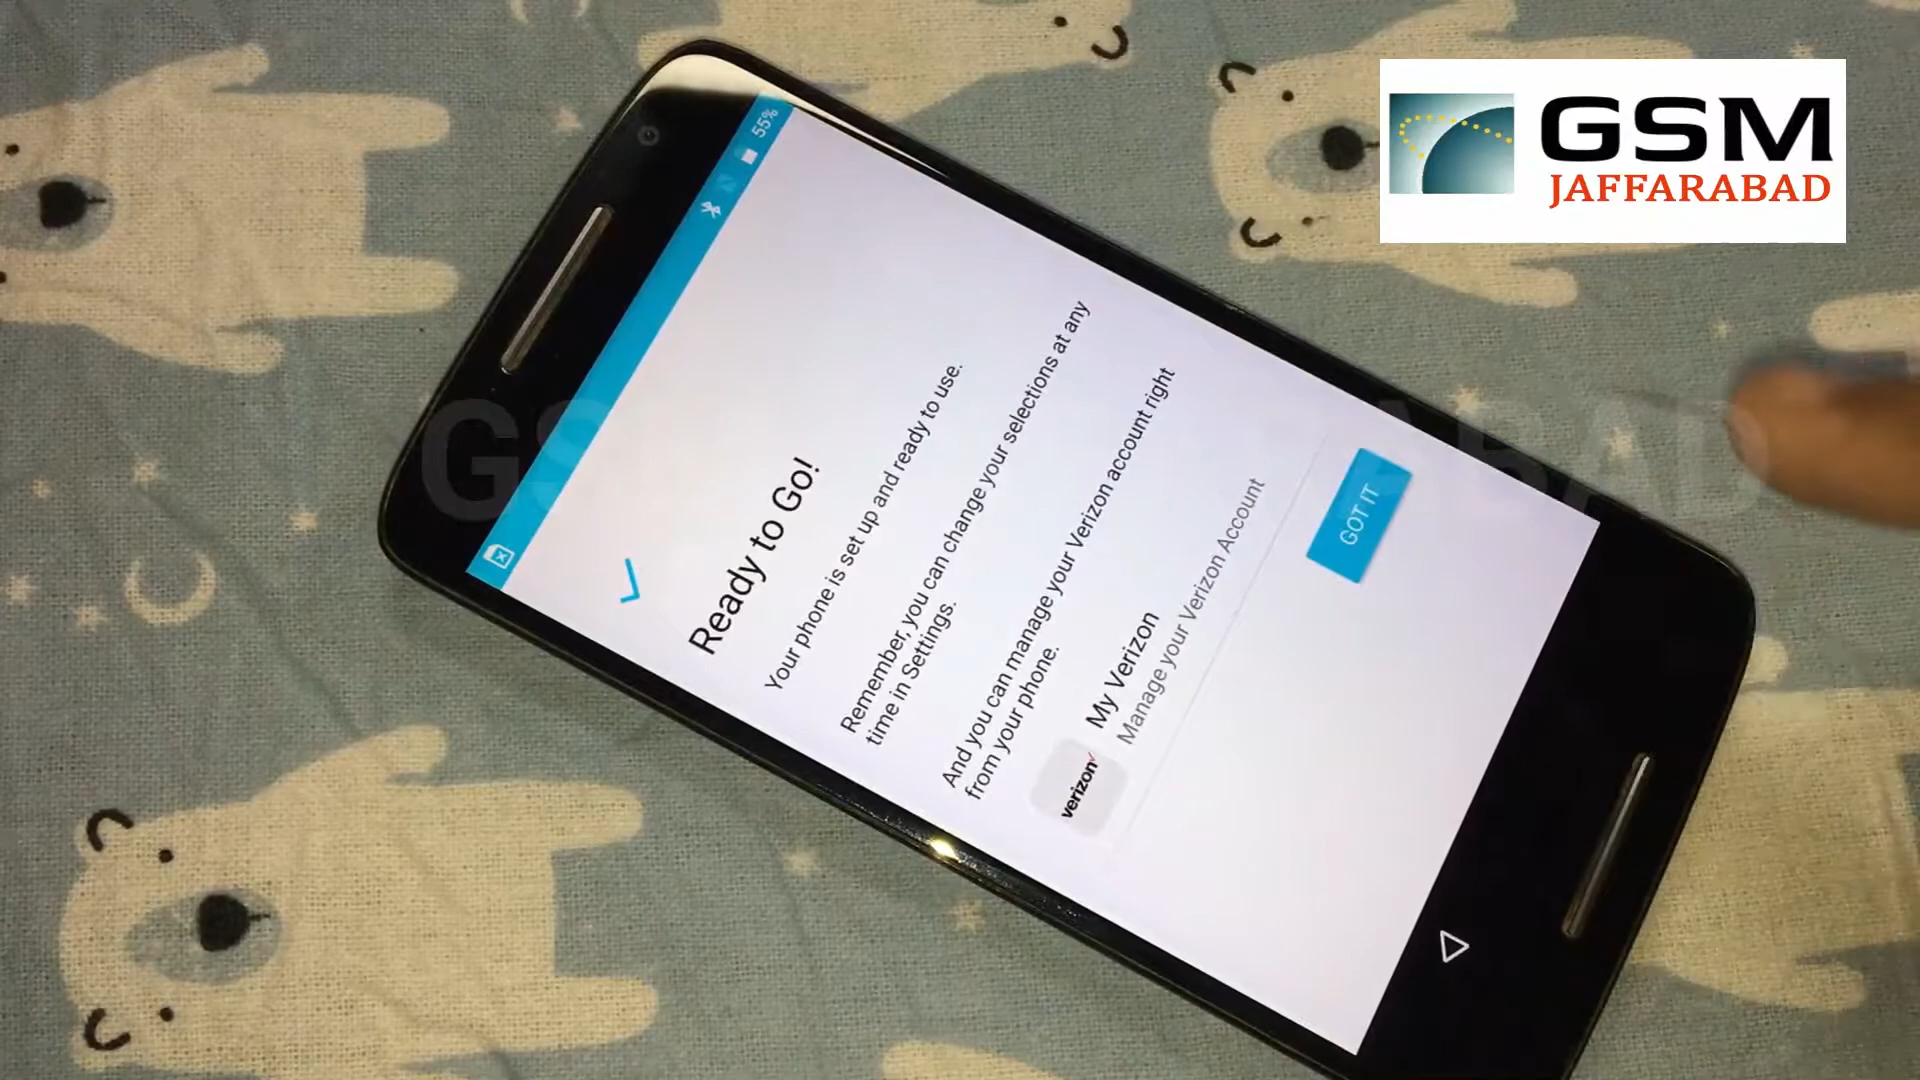 55%
Ready to Go!
Your phone is set up and ready to use.
Remember, you can change your selections at any
time in Settings.
And you can manage your Verizon account right
from your phone.
verizon
My Verizon
Manage your Verizon Account
GOT IT
GSM
JAFFARABAD
GSM JAFFARABAD